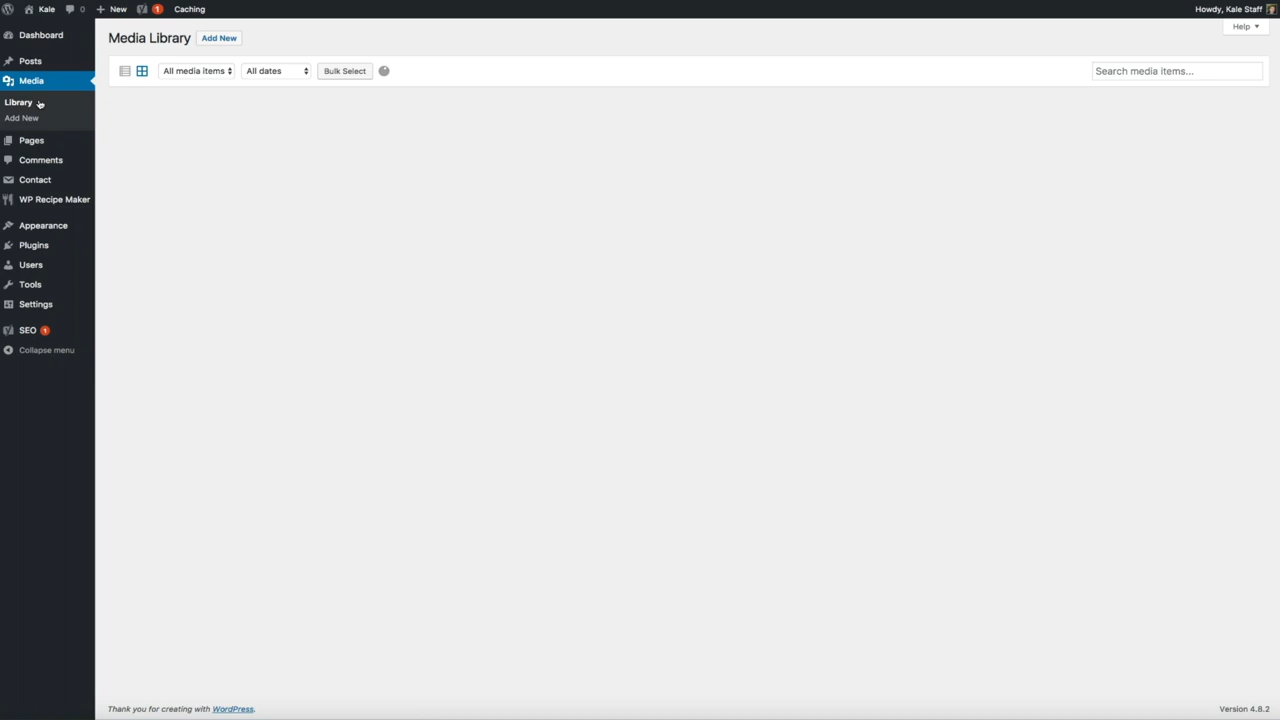 Kale 0 + New 1 Caching Howdy, Kale Staff
Help
Dashboard
Posts
Media
Library
Add New
Pages
Comments
Contact
WP Recipe Maker
Appearance
Plugins
Users
Tools
Settings
SEO 1
Collapse menu
Media Library Add New
All media items All dates Bulk Select Search media items...
Thank you for creating with WordPress. Version 4.8.2